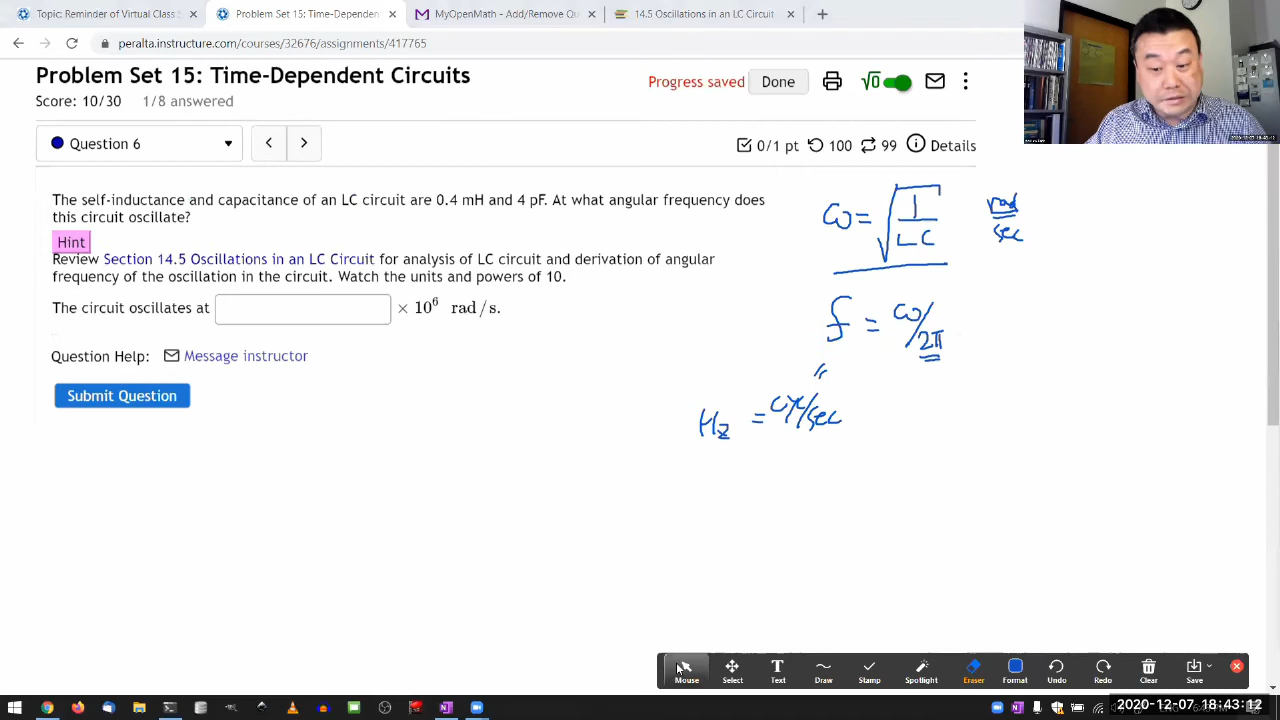 Topic: Reminder of Virtual Class S
Problem Set 15: Time-Dependent
MyOpenMath - Add/Remove Qu
14.5 Oscillations in an LC Circuit
peralta.instructure.com/courses/32676/assignments/417765
Problem Set 15: Time-Dependent Circuits
Score: 10/30 1/8 answered
Progress saved Done √0
Question 6
0/1 pt 100 99 Details
The self-inductance and capacitance of an LC circuit are 0.4 mH and 4 pF. At what angular frequency does
this circuit oscillate?
Hint
Review Section 14.5 Oscillations in an LC Circuit for analysis of LC circuit and derivation of angular
frequency of the oscillation in the circuit. Watch the units and powers of 10.
The circuit oscillates at × 10⁶ rad/s.
Question Help: Message instructor
Submit Question
ω = √(1/LC) rad/sec
f = ω/2π
Hz = cyc/sec
Mouse Select Text Draw Stamp Spotlight Eraser Format Undo Redo Clear Save
2020-12-07 18:43:12